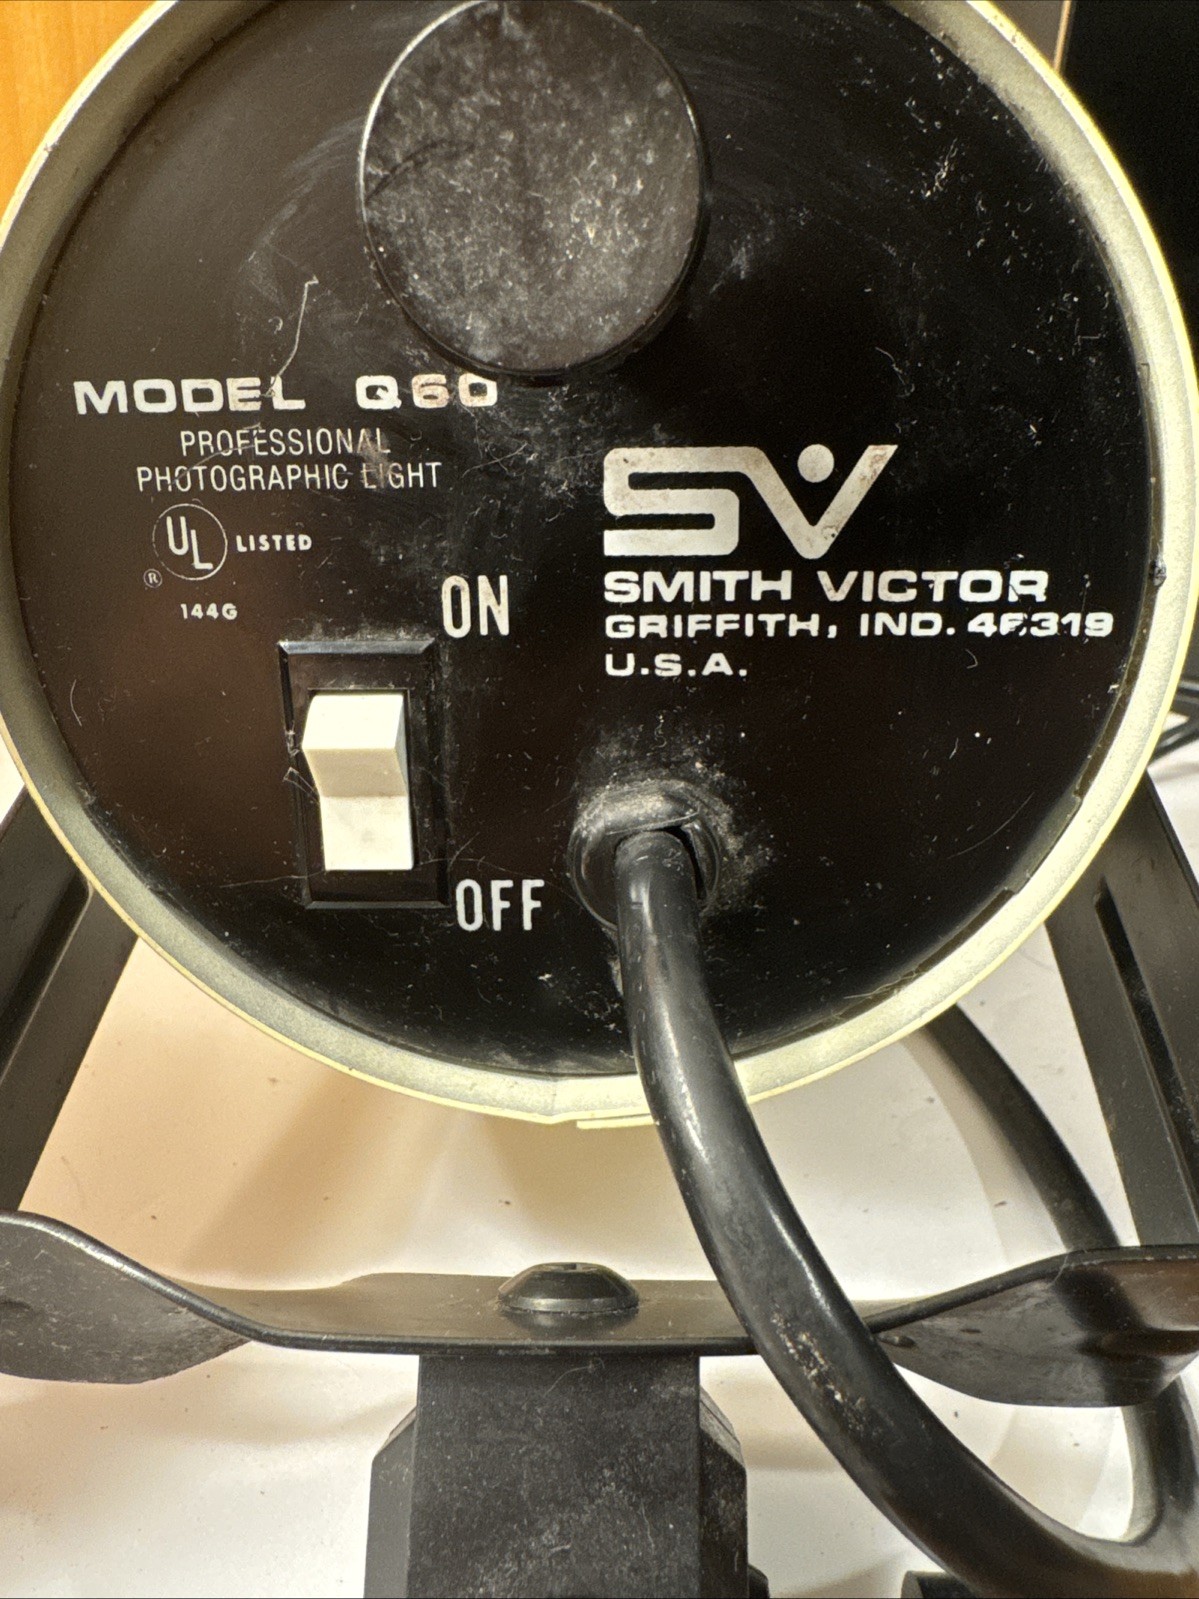 MODEL Q60
PROFESSIONAL
PHOTOGRAPHIC LIGHT
UL LISTED
®
144G
ON
OFF
SV
SMITH VICTOR
GRIFFITH, IND. 46319
U.S.A.